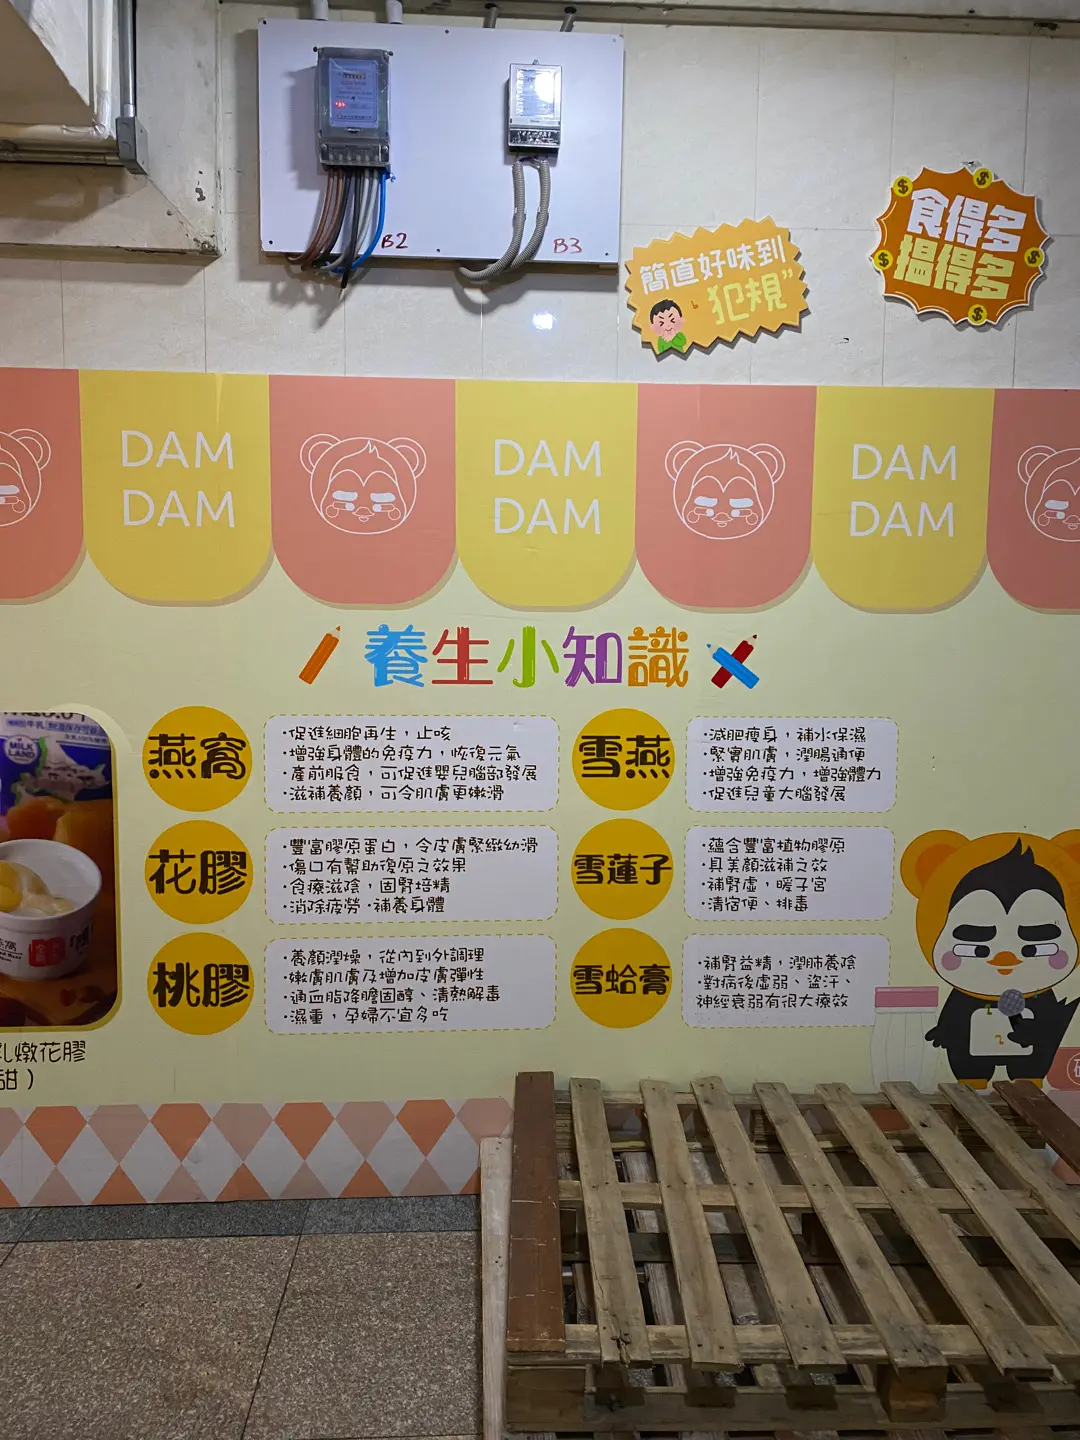 B2
B3
簡直好味到
犯規”
食得多
搵得多
DAM
DAM
DAM
DAM
DAM
DAM
養生小知識
MILK
LAND
燕窩
·促進細胞再生，止咳
·增強身體的免疫力，恢復元氣
·產前服食，可促進嬰兒腦部發展
·滋補養顏，可令肌膚更嫩滑
花膠
·豐富膠原蛋白，令皮膚緊緻幼滑
·傷口有幫助復原之效果
·食療滋陰，固腎培精
·消除疲勞·補養身體
桃膠
·養顏潤燥，從內到外調理
·嫩膚肌膚及增加皮膚彈性
·通血脂降膽固醇、清熱解毒
·濕重，孕婦不宜多吃
雪燕
·減肥瘦身，補水保濕
·緊實肌膚，潤腸通便
·增強免疫力，增強體力
·促進兒童大腦發展
雪蓮子
·蘊含豐富植物膠原
·具美顏滋補之效
·補腎虛，暖子宮
·清宿便、排毒
雪蛤膏
·補腎益精，潤肺養陰
·對病後虛弱、盜汗、
神經衰弱有很大療效
燉花膠
甜）